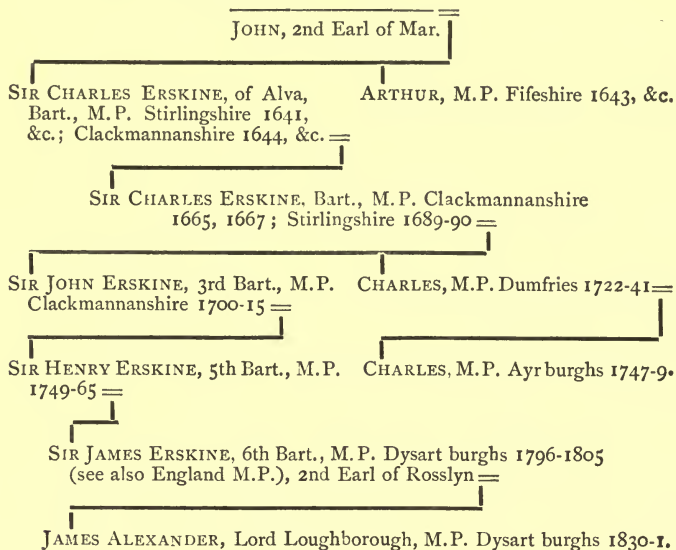 JOHN, 2nd Earl of Mar.
SIR CHARLES ERSKINE, of Alva,
Bart., M.P. Stirlingshire 1641,
&c.; Clackmannanshire 1644, &c.
ARTHUR, M.P. Fifeshire 1643, &c.
SIR CHARLES ERSKINE, Bart., M.P. Clackmannanshire
1665, 1667; Stirlingshire 1689-90
SIR JOHN ERSKINE, 3rd Bart., M.P.
Clackmannanshire 1700-15
CHARLES, M.P. Dumfries 1722-41
SIR HENRY ERSKINE, 5th Bart., M.P.
1749-65
CHARLES, M.P. Ayr burghs 1747-9.
SIR JAMES ERSKINE, 6th Bart., M.P. Dysart burghs 1796-1805
(see also England M.P.), 2nd Earl of Rosslyn
JAMES ALEXANDER, Lord Loughborough, M.P. Dysart burghs 1830-1.